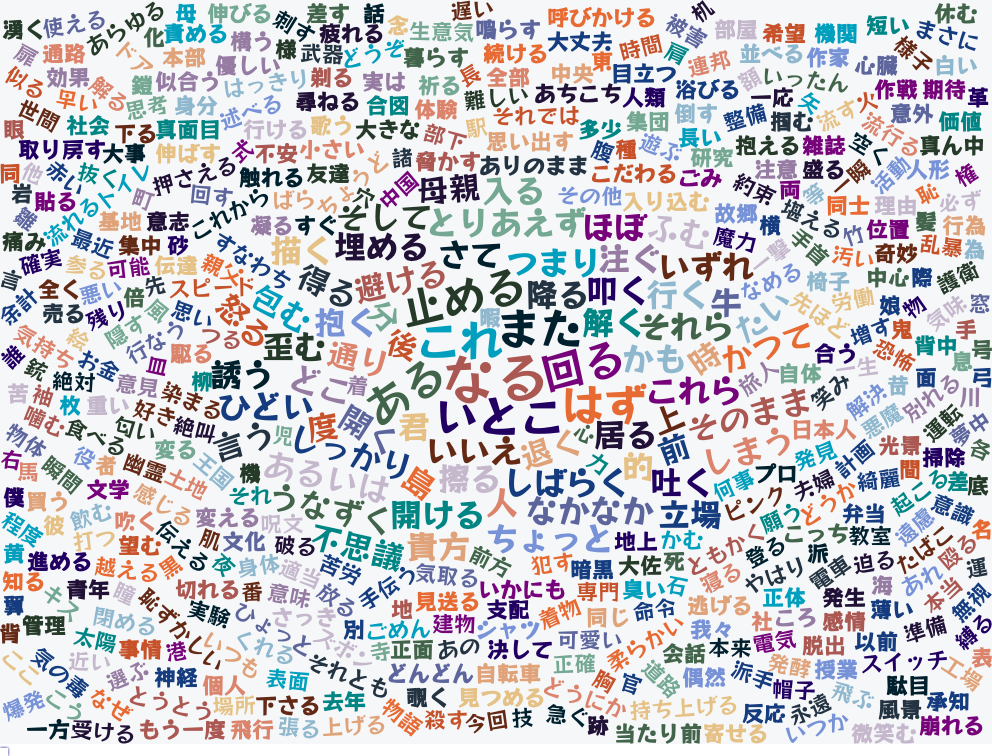 湧く 使える あらゆる 母 伸びる 差す 話 念 遅い 呼びかける 机 休む
化 責める 刺す 疲れる 生意気 鳴らす 被害 部屋 希望 機関 短い まさに
扉 通路 ドア 本部 構う 様 武器 どうぞ 暮らす 続ける 大丈夫 時間 肩 連邦 並べる 作家 様子 白い
似る 効果 解る 鎧 似合う 優しい はっきり 剃る 実は 祈る 長 全部 中央 東 目立つ 額 いったん 心臓
世間 早い 思考 身分 述べる 尋ねる 合図 体験 難しい あちこち 人類 浴びる 一応 矢 流す 火 作戦 期待 革
眼 社会 下る 真面目 行ける 歌う 大きな 部下 駅 それでは 多少 集団 倒す 整備 掴む 流行る 意外 価値
取り戻す 大事 伸ばす 不安 小さい 諸 脅かす 思い出す 腹 種 遊ぶ 長い 研究 抱える 雑誌 空く 真ん中
同 他 赤い 抜く トイレ 押さえる 触れる 友達 ちょうど 中国 ありのまま こだわる ごみ 注意 盛る 活動 人形
岩 貼る 流れる 町 回す これから ばら 穴 母親 入る その他 入り込む 約束 両 同士 理由 恥 必ず 権
基地 意志 凝る すぐ そして とりあえず ほぼ ふむ 故郷 横 堪える 竹 位置 髪 行為
痛み 最近 集中 砂 すなわち 描く 埋める さて つまり 注ぐ いずれ 魔力 一撃 手首 汚い 奇妙 乱暴 為
確実 参る 可能 伝達 親父 得る 避ける 止める 降る 叩く 行く 牛 なめる 椅子 中心 際 護衛
言 全く 悪い 倍 先 スピード 怒る 包む 抱く 暇 また 解く それら たい 先ほど 労働 娘 物 気味 窓
余計 売る 残り 隠す 風 思い つる 歪む 通り 後 これ 回る かも 時 かつて 合う 増す 鬼 背中 手
気持ち お金 行なう 殴る 誘う どこ 着 ある なる これら 旅人 自体 一生 恐怖 息 号
雑 銃 絶対 意見 染まる 柳 ひどい 度 開く 君 いとこ はず 上 そのまま 笑み 解決 昔 面 別れる 弓
苦 袖 枚 重い 好き 絶叫 言う 児 しっかり いいえ 退く 心 居る 前 しまう 日本人 悪魔 運転 川
噛む 食べる 匂い 変る 王国 機 あるいは 島 擦る しばらく 力 的 吐く 何事 プロ 発見 計画 光景 夢中
物体 瞬間 役者 幽霊 土地 それ うなずく 開ける 人 なかなか 立場 ピンク 夫婦 綺麗 間 掃除 各
右 馬 文学 感じる 変える 呪文 不思議 貴方 ちょっと 地上 かむ 願う どうか 弁当 起こる 差 底
僕 買う 彼 飲む 吹く 伝える 肌 文化 破る 前方 犯す 暗黒 大佐 死 ともかく 登る こっち 教室 遠慮 意識
程度 打つ 望む 黒 夜 身体 適当 苦労 気取る 臭い 石 寝る やはり 派 電車 迫る たばこ 殴る 名
黄 進める 越える 切れる 番 意味 伝う 手 いかにも 専門 正体 発生 海 あれ 本当 運
知る 青年 瞳 恥ずかしい 実験 さっき 地 見送る 支配 着物 同じ 命令 逃げる 社 ころ 感情 薄い 無視
翼 キス 閉める ひょっと 別 ごめん 建物 シャツ 可愛い 柔らかい 我々 電気 脱出 以前 準備 縛る
背 管理 太陽 事情 港 いつも くれる ズボン 寺 正面 あの 決して 正確 会話 本来 発酵 授業 スイッチ 工場 表
ここ 気の毒 近い 選ぶ 神経 個人 表面 それとも どんどん 自転車 胸 官 道路 偶然 派手 帽子 飛ぶ 駄目
爆発 こう なぜ とうとう 場所 下さる 去年 物語 覗く 見つめる どうにか 持ち上げる 反応 永遠 風景 承知
一方 受ける もう一度 飛行 張る 上げる 殺す 今回 技 急ぐ 跡 当たり前 寄せる いつか 微笑む 崩れる